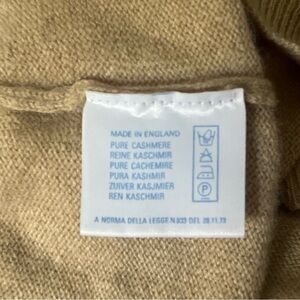 MADE IN ENGLAND
PURE CASHMERE
REINE KASCHMIR
PURE CACHEMIRE
PURA KASHMIR
ZUIVER KASJMIER
REN KASCHMIR
P
A NORMA DELLA LEGGE N.833 DEL 26.11.73